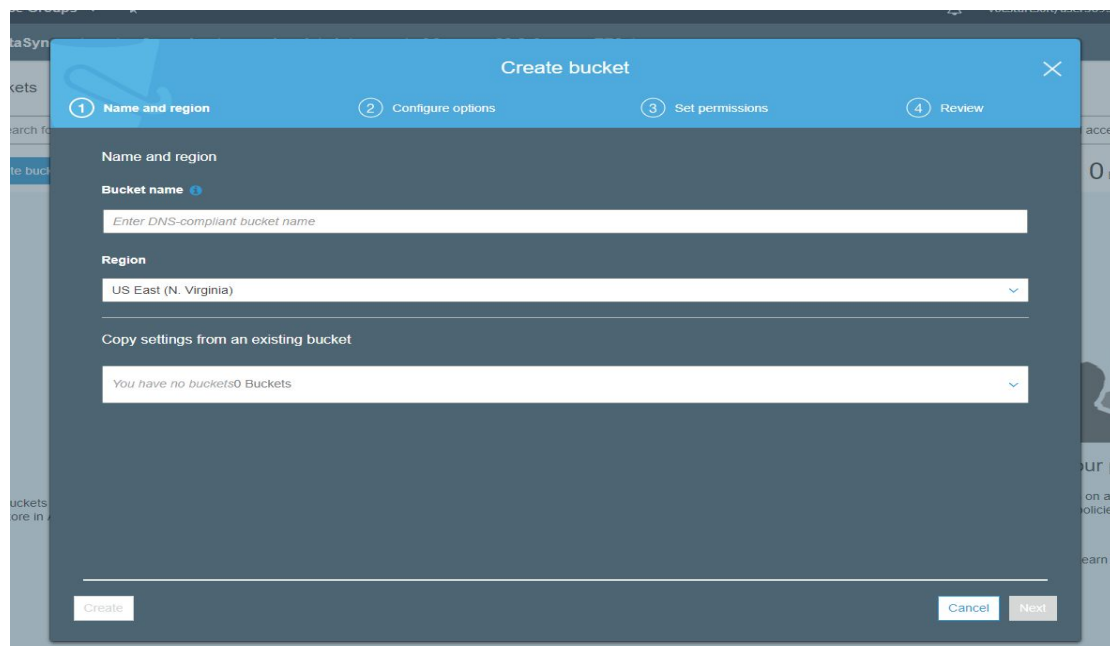 Create bucket
1 Name and region
2 Configure options
3 Set permissions
4 Review
Name and region
Bucket name
Enter DNS-compliant bucket name
Region
US East (N. Virginia)
Copy settings from an existing bucket
You have no buckets0 Buckets
on a
0
Create
Cancel
Next